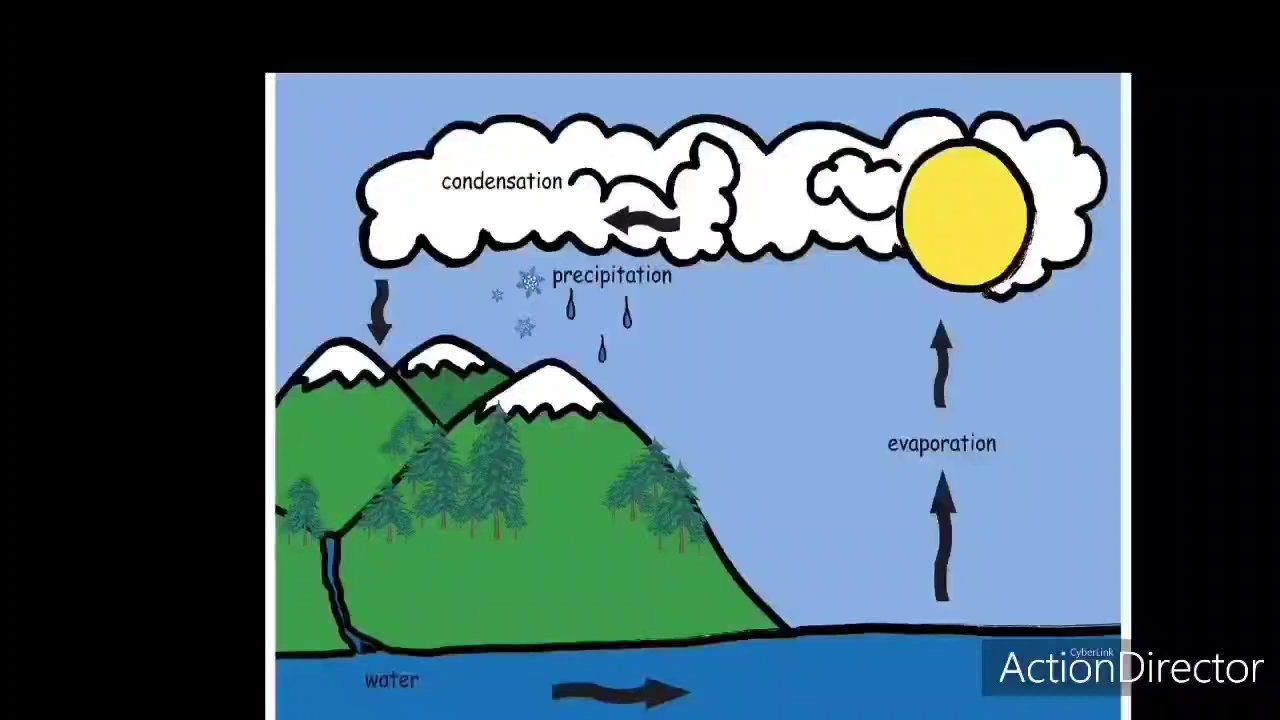 condensation
precipitation
evaporation
water
CyberLink
ActionDirector